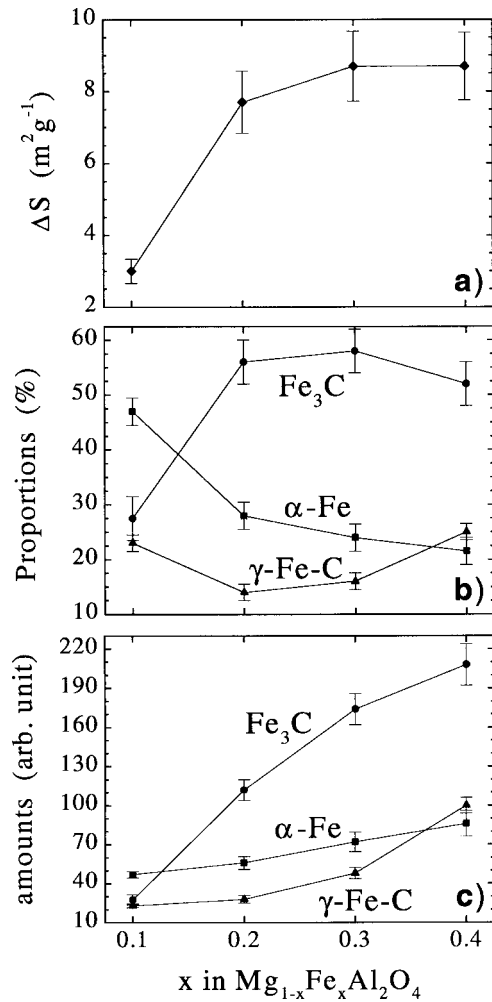 10
8
6
4
2
ΔS (m²g⁻¹)
a)
60
50
40
30
20
10
Proportions (%)
Fe₃C
α-Fe
γ-Fe-C
b)
220
190
160
130
100
70
40
10
amounts (arb. unit)
Fe₃C
α-Fe
γ-Fe-C
c)
0.1 0.2 0.3 0.4
x in Mg₁₋ₓFeₓAl₂O₄